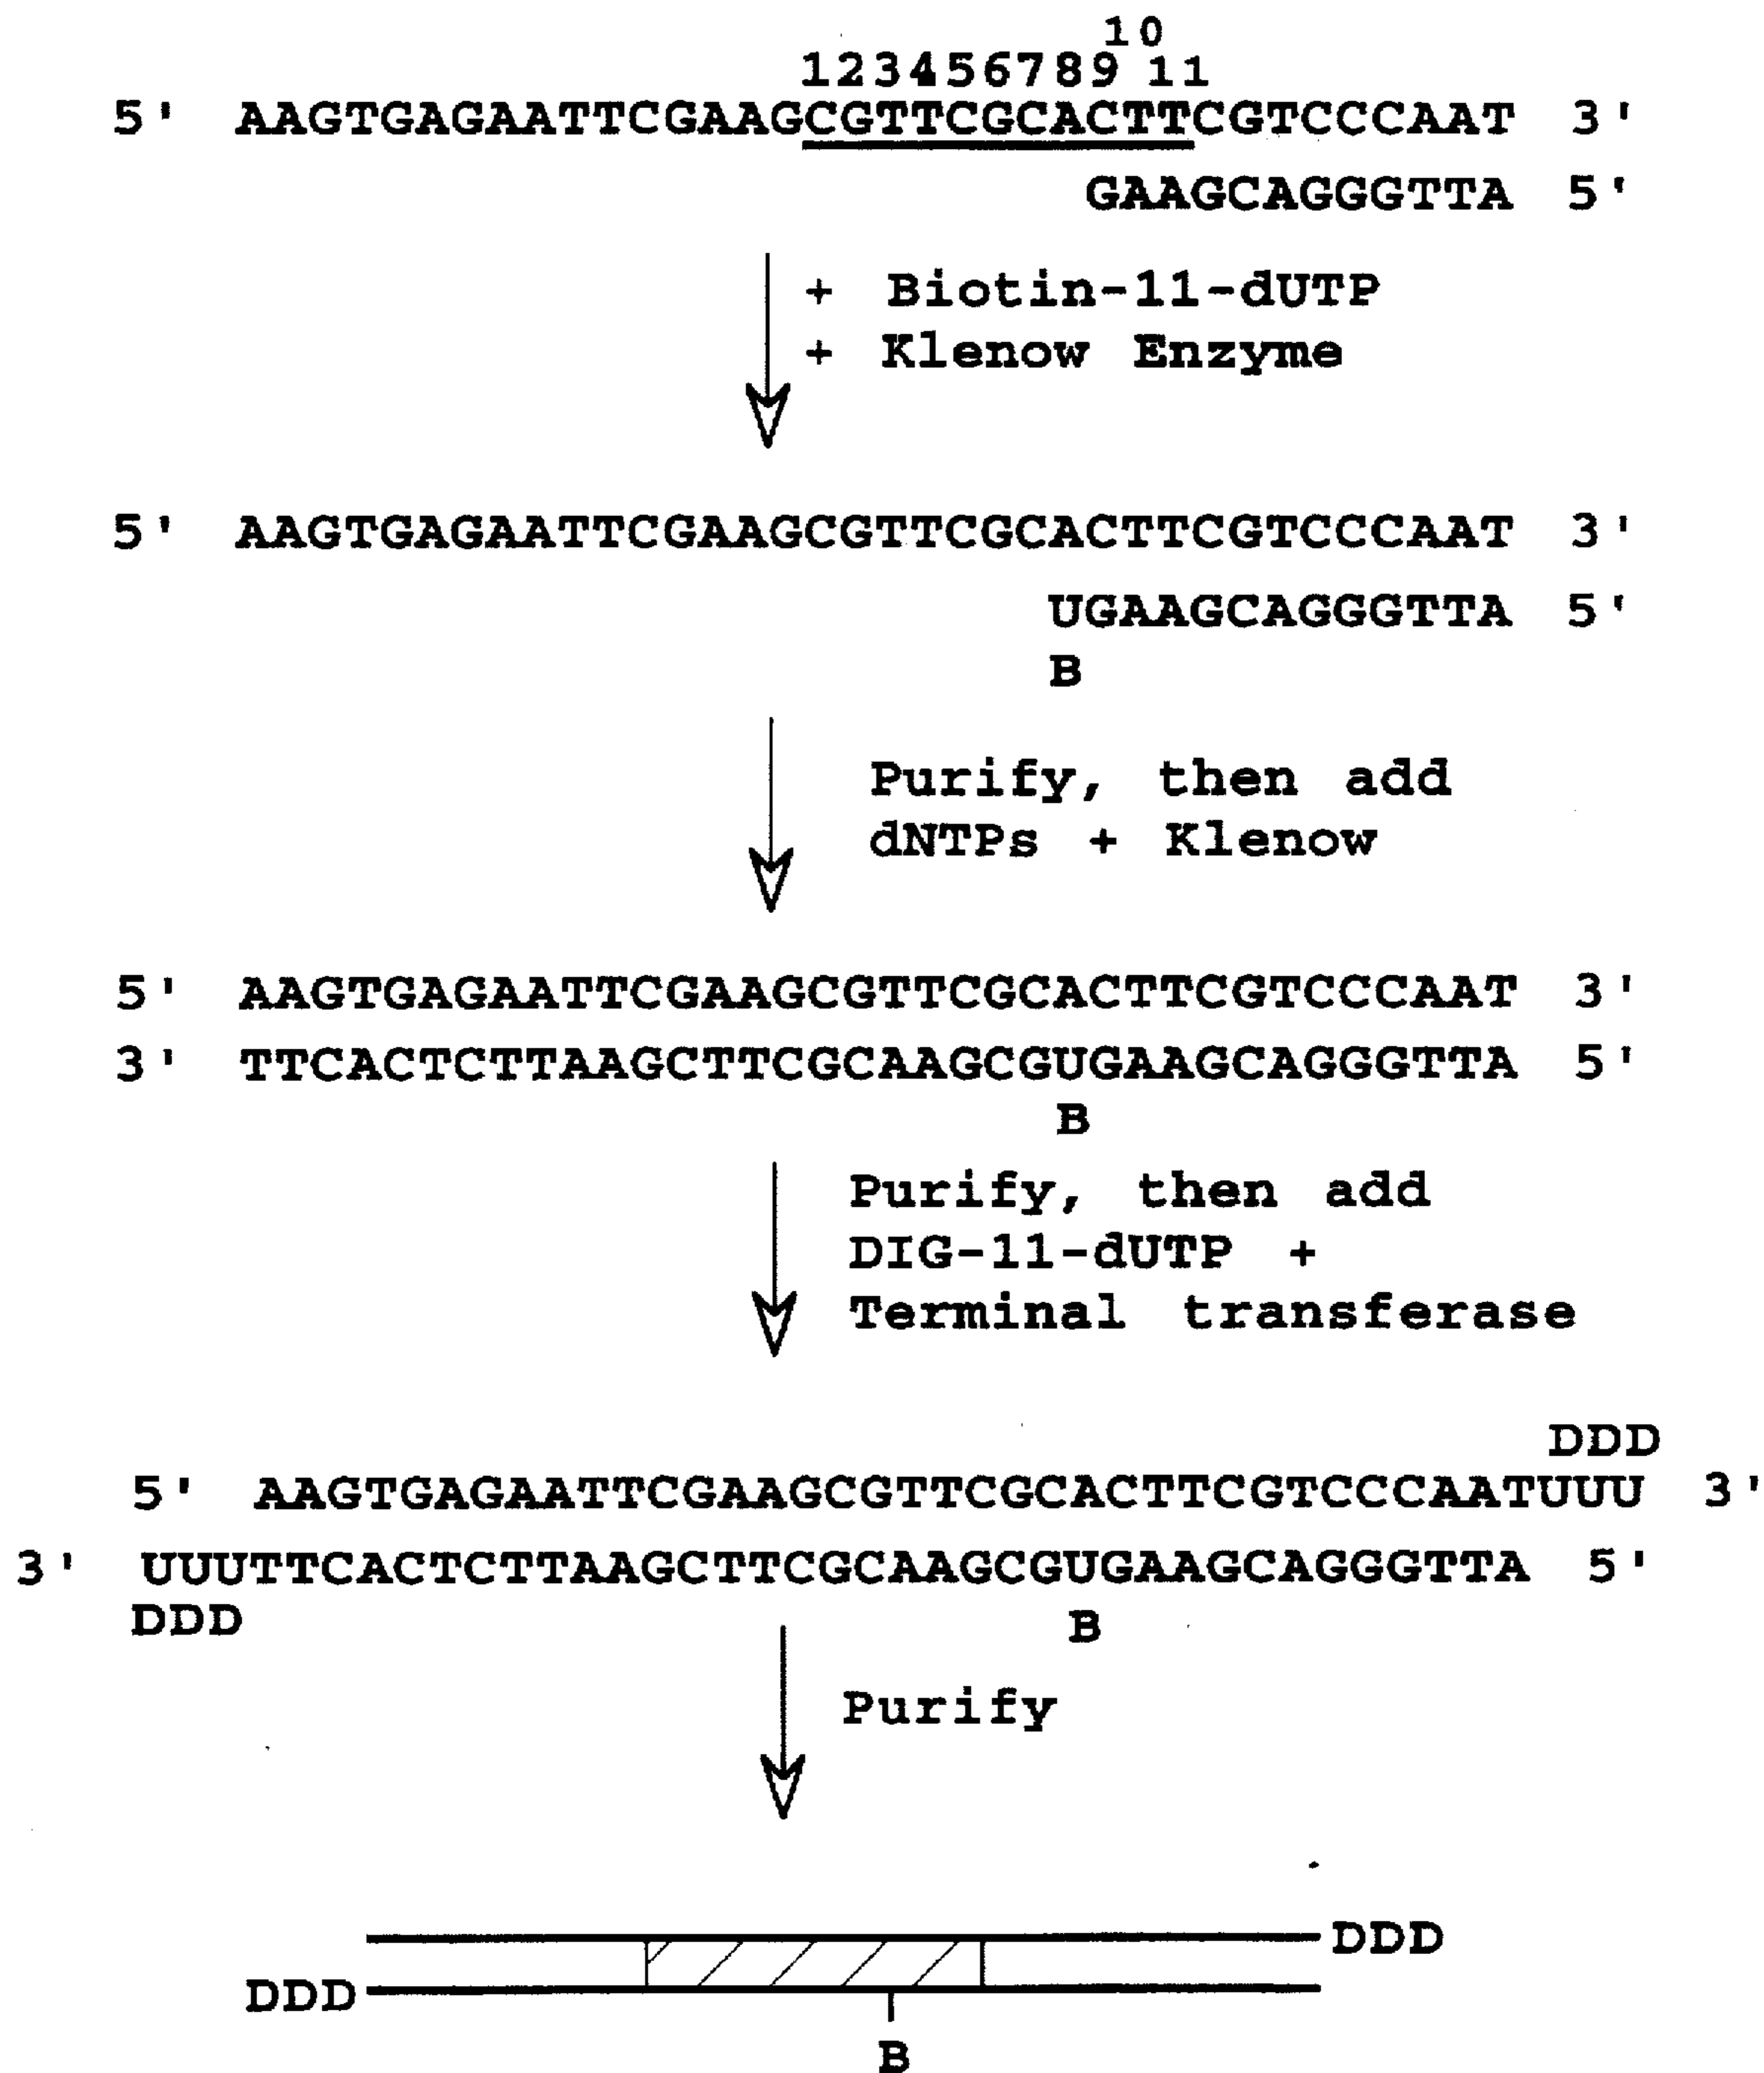 10
123456789 11
5' AAGTGAGAATTCGAAGCGTTCGCACTTCGTCCCAAT 3'
GAAGCAGGGTTA 5'
+ Biotin-11-dUTP
+ Klenow Enzyme
5' AAGTGAGAATTCGAAGCGTTCGCACTTCGTCCCAAT 3'
UGAAGCAGGGTTA 5'
B
Purify, then add
dNTPs + Klenow
5' AAGTGAGAATTCGAAGCGTTCGCACTTCGTCCCAAT 3'
3' TTCACTCTTAAGCTTCGCAAGCGUGAAGCAGGGTTA 5'
B
Purify, then add
DIG-11-dUTP +
Terminal transferase
DDD
5' AAGTGAGAATTCGAAGCGTTCGCACTTCGTCCCAATUUU 3'
3' UUUTTCACTCTTAAGCTTCGCAAGCGUGAAGCAGGGTTA 5'
DDD B
Purify
DDD
DDD
B